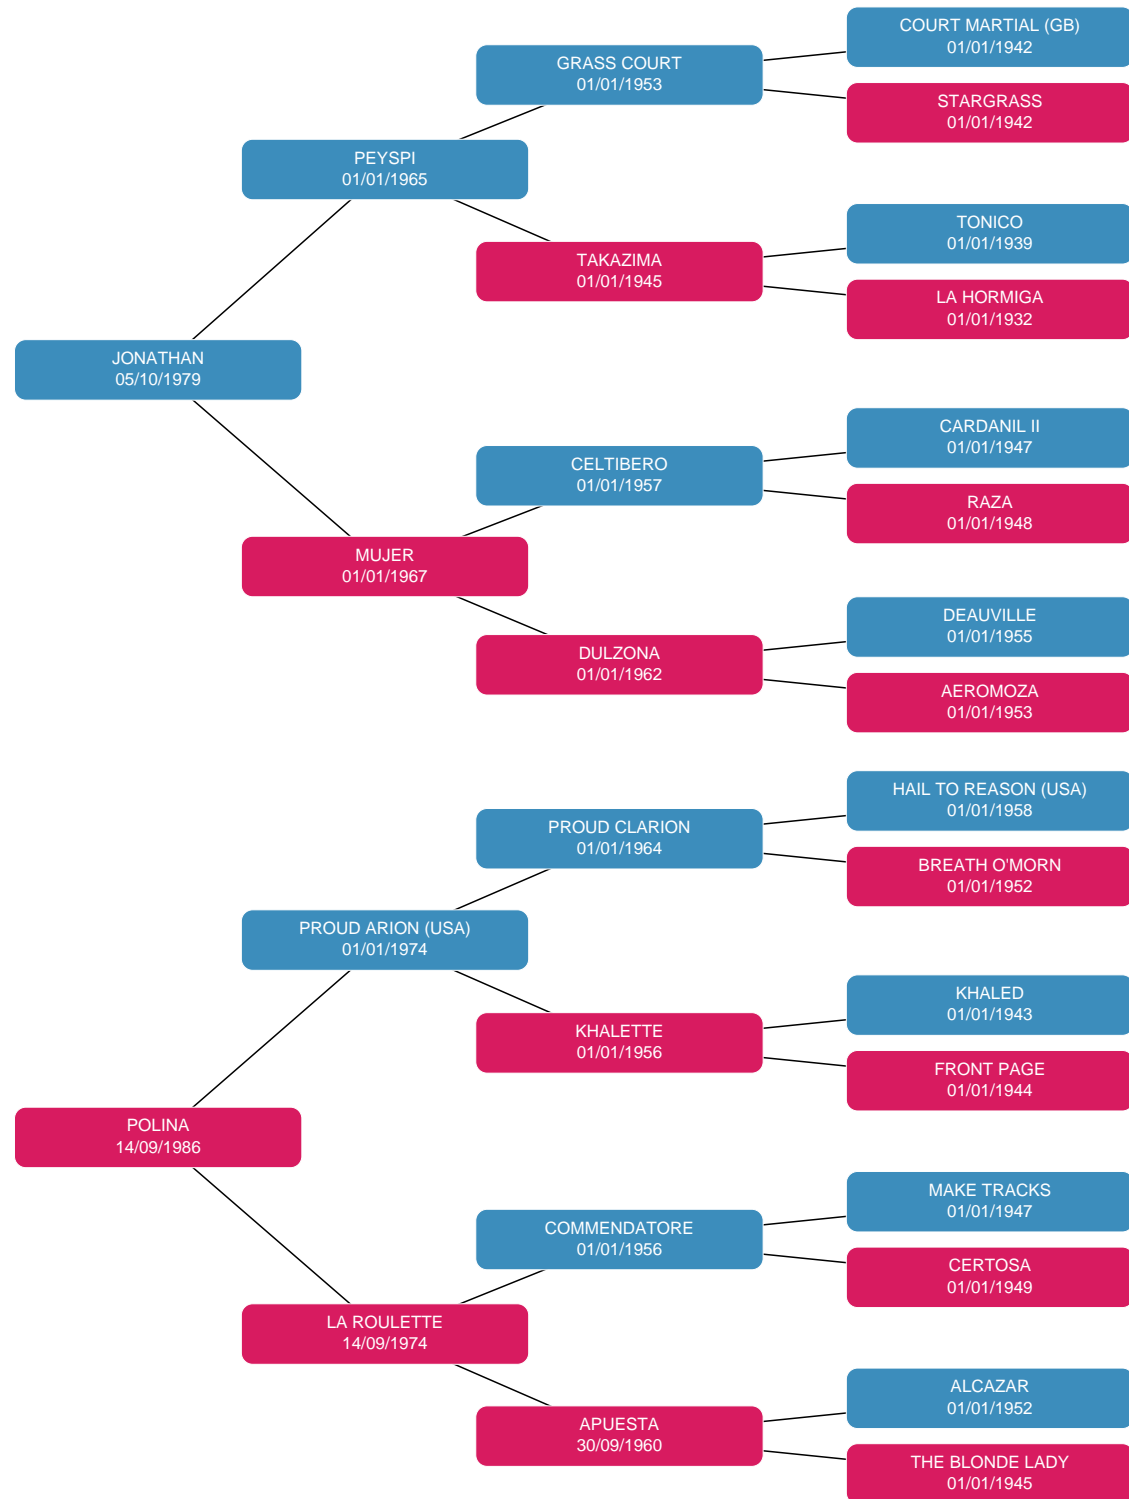 COURT MARTIAL (GB)
01/01/1942
GRASS COURT
01/01/1953
STARGRASS
01/01/1942
PEYSPI
01/01/1965
TONICO
01/01/1939
TAKAZIMA
01/01/1945
LA HORMIGA
01/01/1932
JONATHAN
05/10/1979
CARDANIL II
01/01/1947
CELTIBERO
01/01/1957
RAZA
01/01/1948
MUJER
01/01/1967
DEAUVILLE
01/01/1955
DULZONA
01/01/1962
AEROMOZA
01/01/1953
HAIL TO REASON (USA)
01/01/1958
PROUD CLARION
01/01/1964
BREATH O'MORN
01/01/1952
PROUD ARION (USA)
01/01/1974
KHALED
01/01/1943
KHALETTE
01/01/1956
FRONT PAGE
01/01/1944
POLINA
14/09/1986
MAKE TRACKS
01/01/1947
COMMENDATORE
01/01/1956
CERTOSA
01/01/1949
LA ROULETTE
14/09/1974
ALCAZAR
01/01/1952
APUESTA
30/09/1960
THE BLONDE LADY
01/01/1945